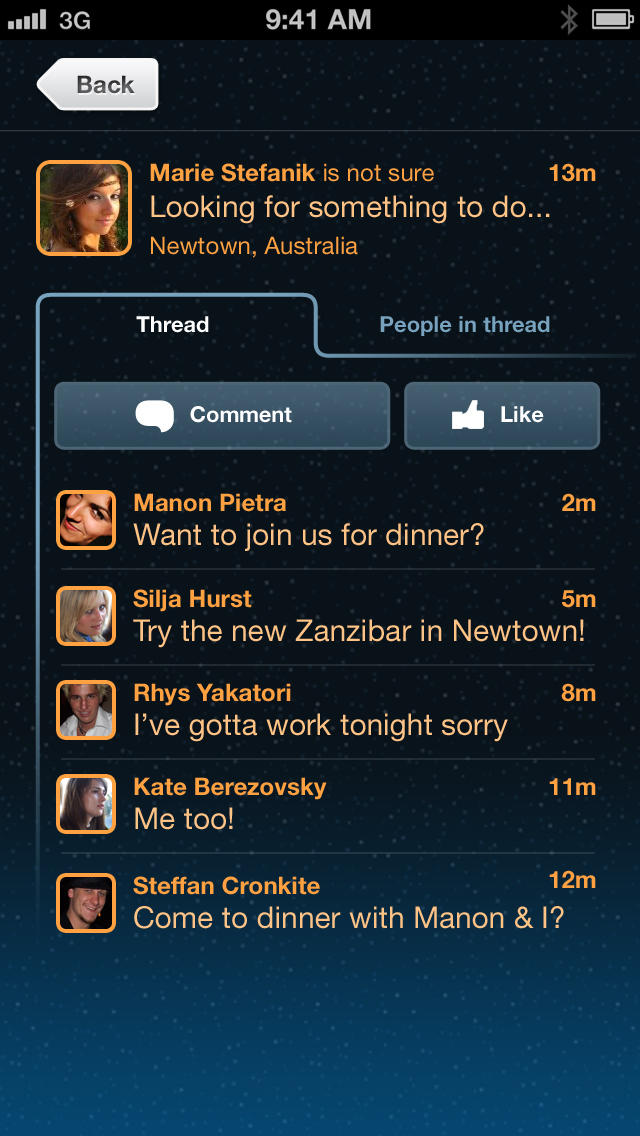 3G 9:41 AM
Back
Marie Stefanik is not sure 13m
Looking for something to do...
Newtown, Australia
Thread People in thread
Comment Like
Manon Pietra 2m
Want to join us for dinner?
Silja Hurst 5m
Try the new Zanzibar in Newtown!
Rhys Yakatori 8m
I’ve gotta work tonight sorry
Kate Berezovsky 11m
Me too!
Steffan Cronkite 12m
Come to dinner with Manon & I?